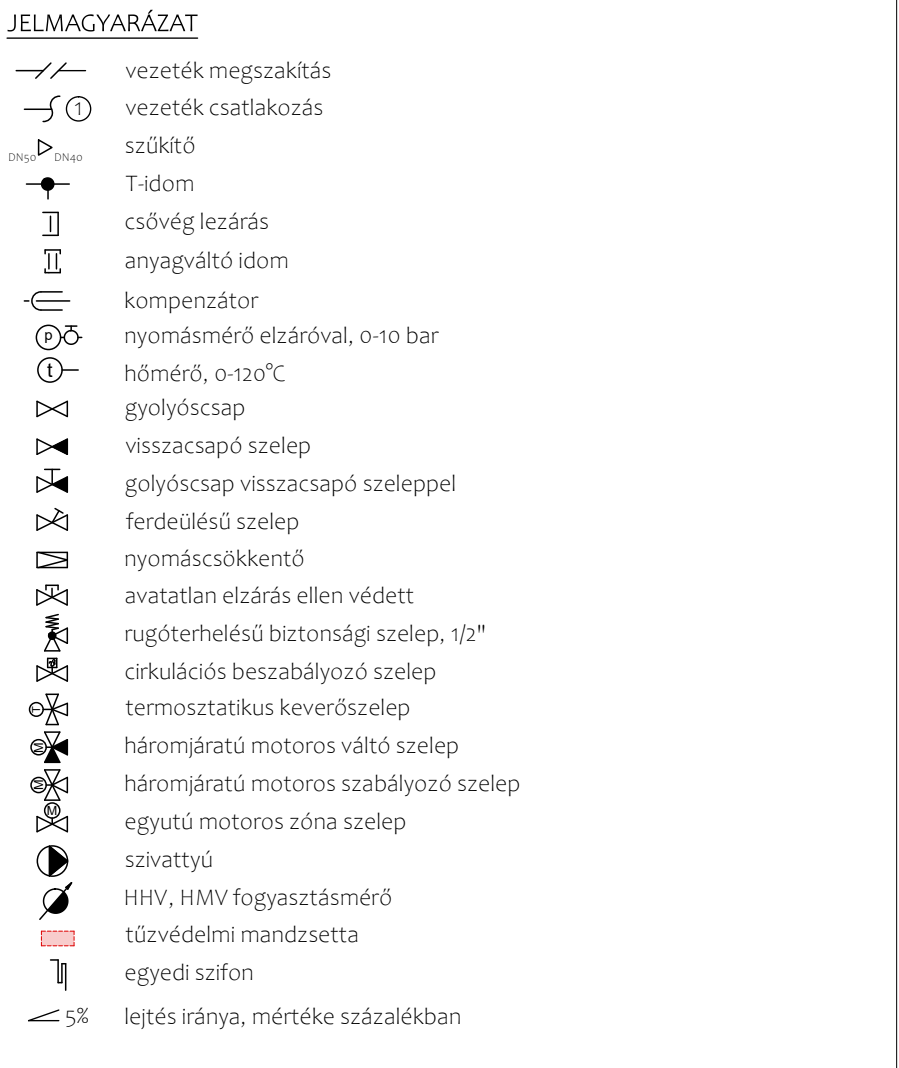 JELMAGYARÁZAT
vezeték megszakítás
1 vezeték csatlakozás
DN50 DN40 szűkítő
T-idom
csővég lezárás
anyagváltó idom
kompenzátor
p nyomásmérő elzáróval, 0-10 bar
t hőmérő, 0-120°C
gyolyóscsap
visszacsapó szelep
golyóscsap visszacsapó szeleppel
ferdeülésű szelep
nyomáscsökkentő
avatatlan elzárás ellen védett
rugóterhelésű biztonsági szelep, 1/2"
cirkulációs beszabályozó szelep
T termosztatikus keverőszelep
M háromjáratú motoros váltó szelep
M háromjáratú motoros szabályozó szelep
M egyutú motoros zóna szelep
szivattyú
HHV, HMV fogyasztásmérő
tűzvédelmi mandzsetta
egyedi szifon
5% lejtés iránya, mértéke százalékban